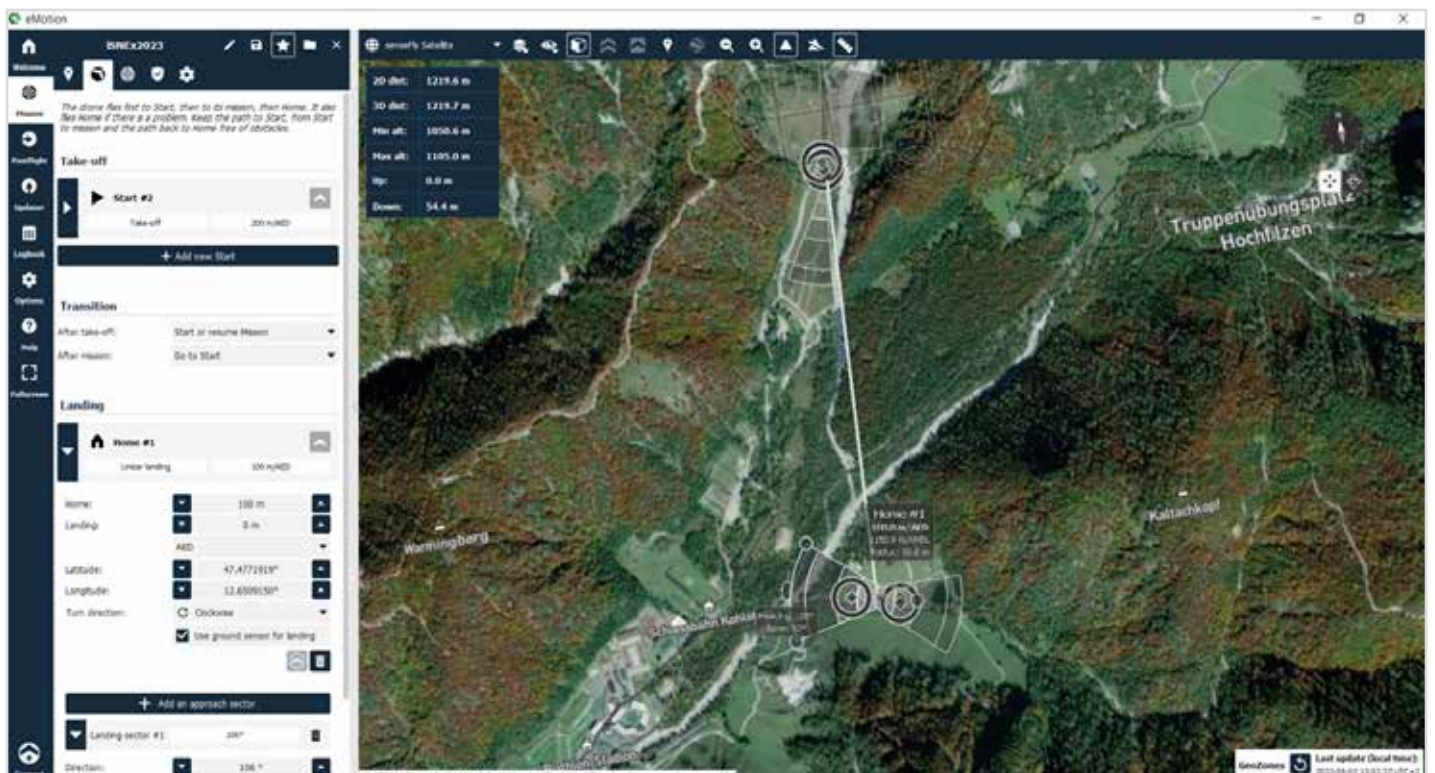 eMotion
ISNEx2023
senseFly Satellite
Welcome
Mission
Postflight
Updater
Logbook
Options
Help
Fullscreen
The drone flies first to Start, then to its mission, then Home. It also
flies Home if there is a problem. Keep the path to Start, from Start
to mission and the path back to Home free of obstacles.
Take-off
Start #2
Take-off 200 m/AED
+ Add new Start
Transition
After take-off: Start or resume Mission
After mission: Go to Start
Landing
Home #1
Linear landing 100 m/AED
Home: 100 m
Landing: 0 m
AED
Latitude: 47.4771919°
Longitude: 12.6509150°
Turn direction: Clockwise
Use ground sensor for landing
+ Add an approach sector
Landing sector #1 106°
Direction: 106 °
2D dist: 1219.6 m
3D dist: 1219.7 m
Min alt: 1050.6 m
Max alt: 1105.0 m
Up: 0.0 m
Down: 54.4 m
Truppenübungsplatz
Hochfilzen
Warmingberg
Kaltachkopf
Home #1
GeoZones
Last update (local time):